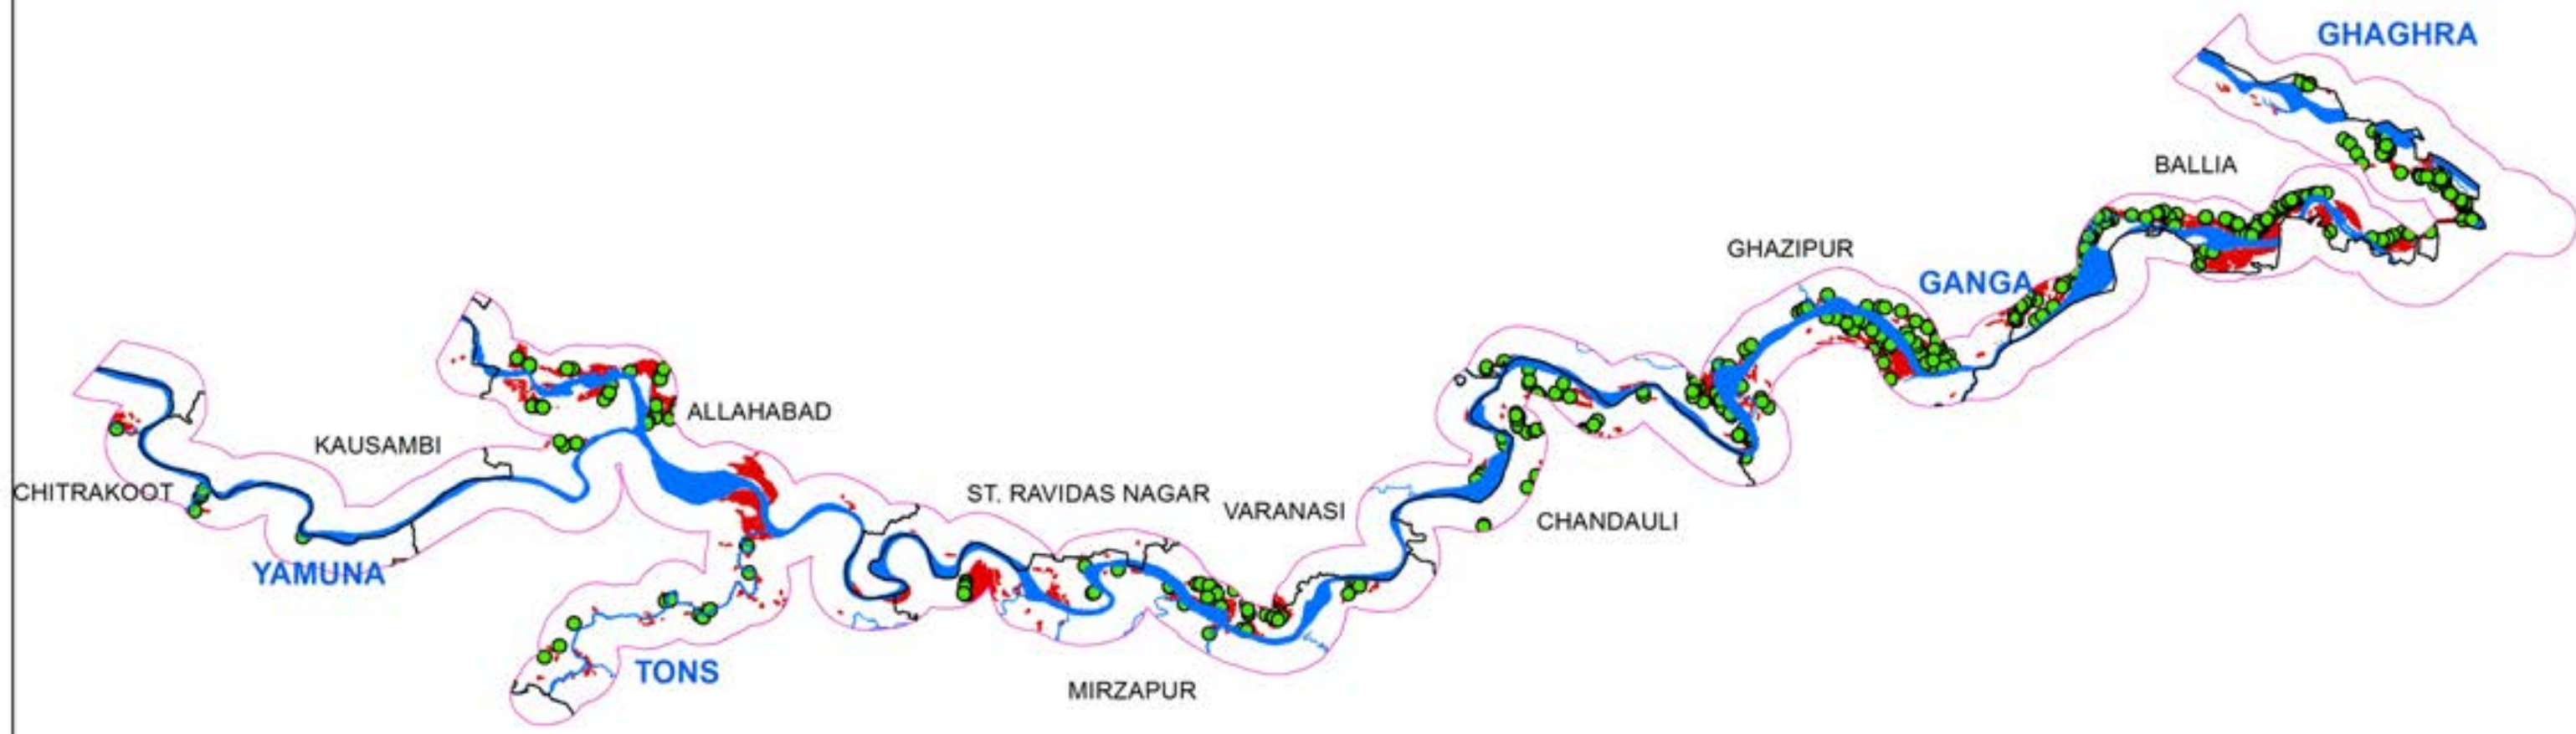 GHAGHRA
BALLIA
GHAZIPUR
GANGA
ALLAHABAD
KAUSAMBI
CHITRAKOOT
ST. RAVIDAS NAGAR
VARANASI
CHANDAULI
YAMUNA
TONS
MIRZAPUR